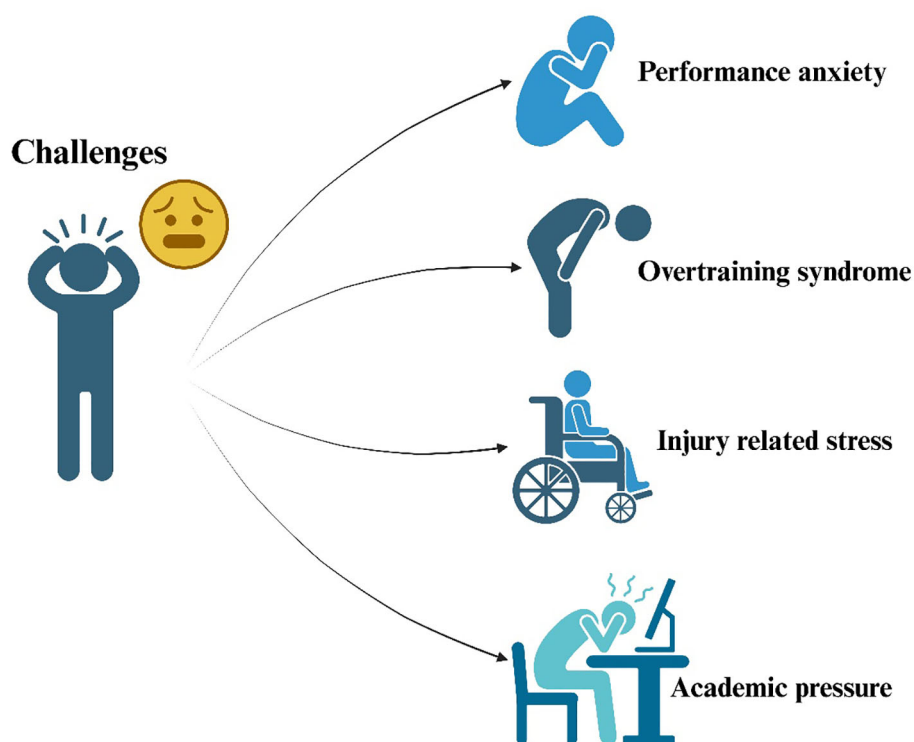 Challenges
Performance anxiety
Overtraining syndrome
Injury related stress
Academic pressure